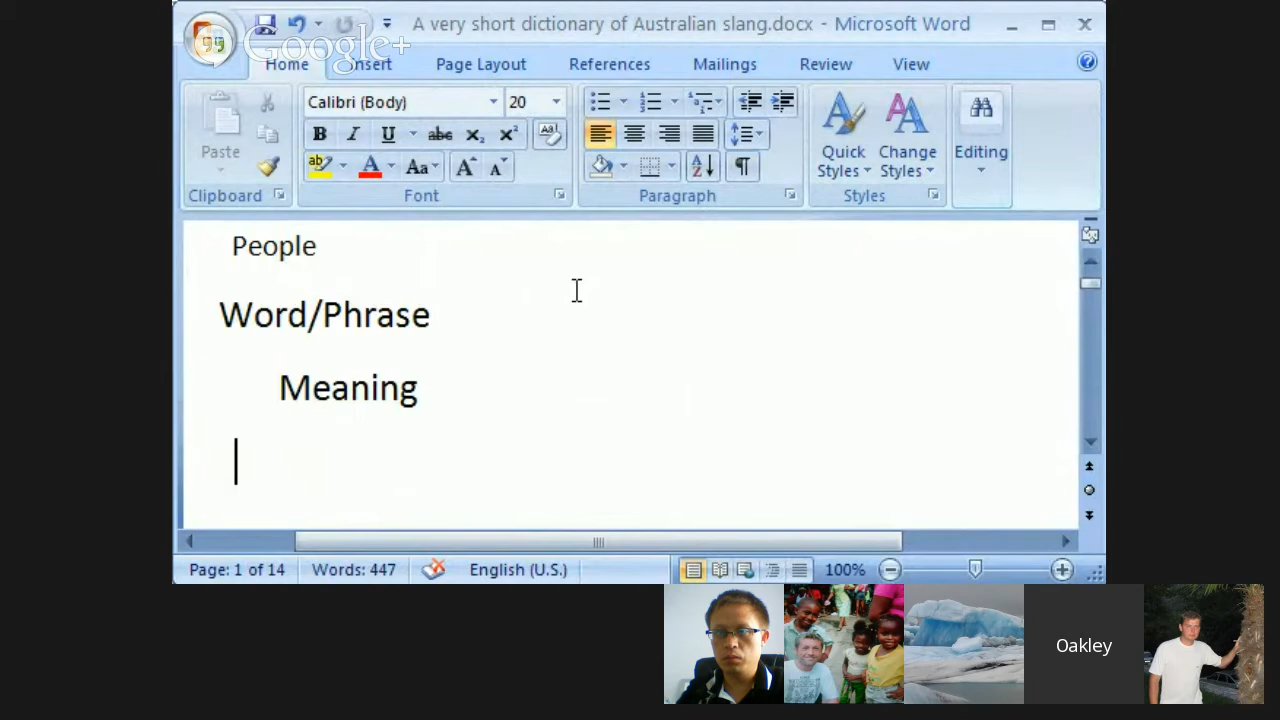 A very short dictionary of Australian slang.docx - Microsoft Word
Google+
Home Insert Page Layout References Mailings Review View
Calibri (Body) 20
Paste
Quick Styles
Change Styles
Editing
Clipboard Font Paragraph Styles
People
Word/Phrase
Meaning
Page: 1 of 14 Words: 447 English (U.S.) 100%
Oakley